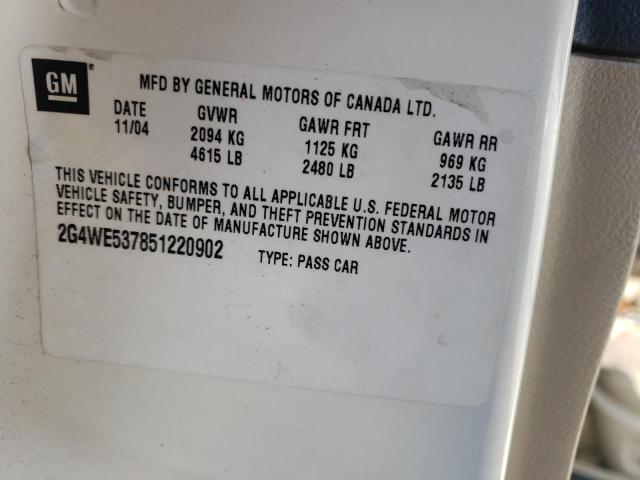 GM
MFD BY GENERAL MOTORS OF CANADA LTD.
DATE GVWR GAWR FRT GAWR RR
11/04 2094 KG 1125 KG 969 KG
4615 LB 2480 LB 2135 LB
THIS VEHICLE CONFORMS TO ALL APPLICABLE U.S. FEDERAL MOTOR
VEHICLE SAFETY, BUMPER, AND THEFT PREVENTION STANDARDS IN
EFFECT ON THE DATE OF MANUFACTURE SHOWN ABOVE.
2G4WE537851220902 TYPE: PASS CAR